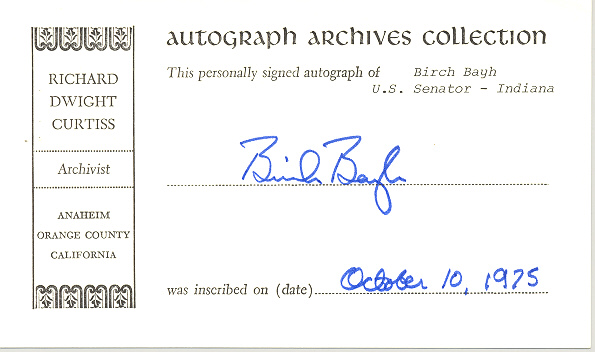 RICHARD
DWIGHT
CURTISS
Archivist
ANAHEIM
ORANGE COUNTY
CALIFORNIA
AUTOGRAPH ARCHIVES COLLECTION
This personally signed autograph of Birch Bayh
U.S. Senator - Indiana
Birch Bayh
was inscribed on (date) October 10, 1975